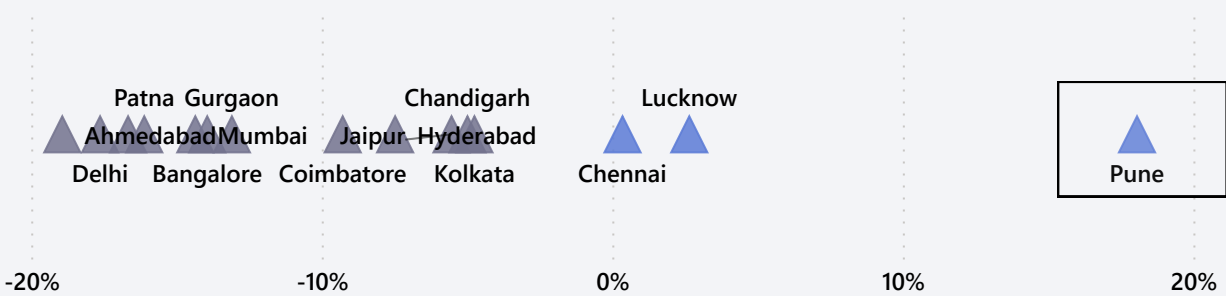 Patna Gurgaon Chandigarh Lucknow
Ahmedabad Mumbai Jaipur Hyderabad
Delhi Bangalore Coimbatore Kolkata Chennai Pune
-20% -10% 0% 10% 20%